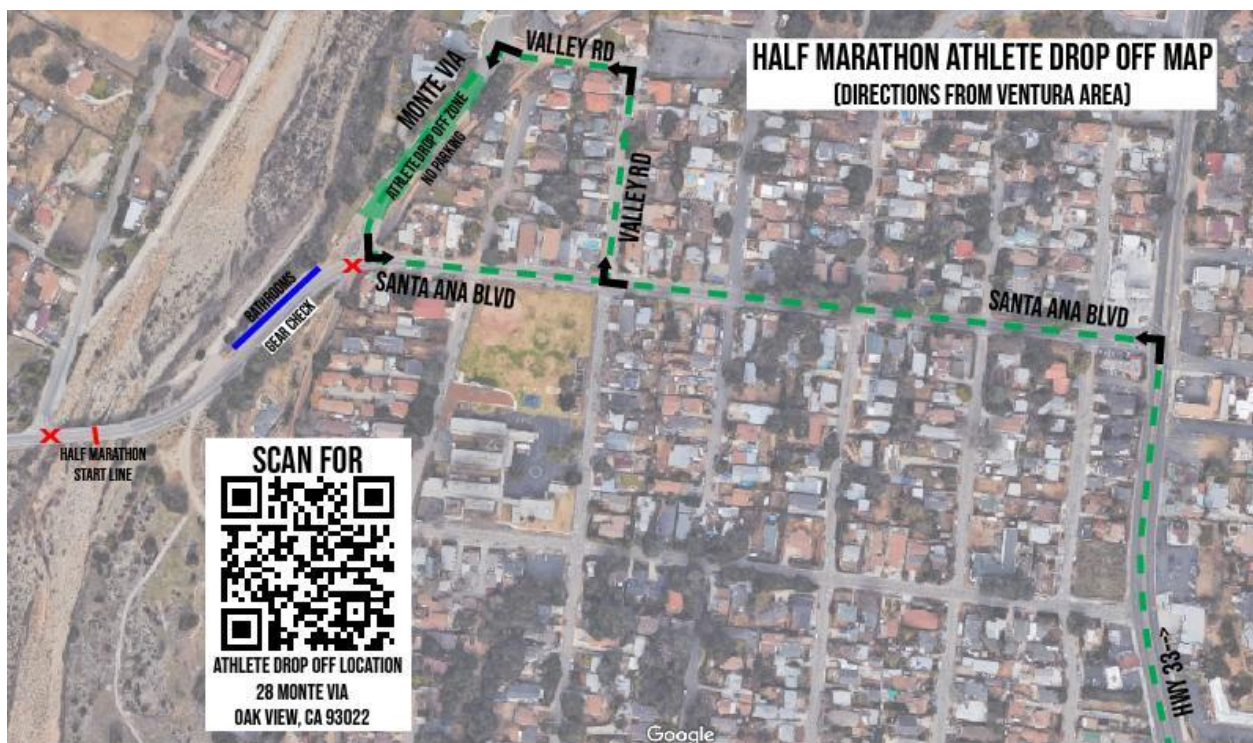 HALF MARATHON ATHLETE DROP OFF MAP
(DIRECTIONS FROM VENTURA AREA)
VALLEY RD
MONTE VIA
ATHLETE DROP OFF ZONE
NO PARKING
VALLEY RD
BATHROOMS
GEAR CHECK
SANTA ANA BLVD
SANTA ANA BLVD
HALF MARATHON
START LINE
SCAN FOR
ATHLETE DROP OFF LOCATION
28 MONTE VIA
OAK VIEW, CA 93022
HWY 33-->
Google